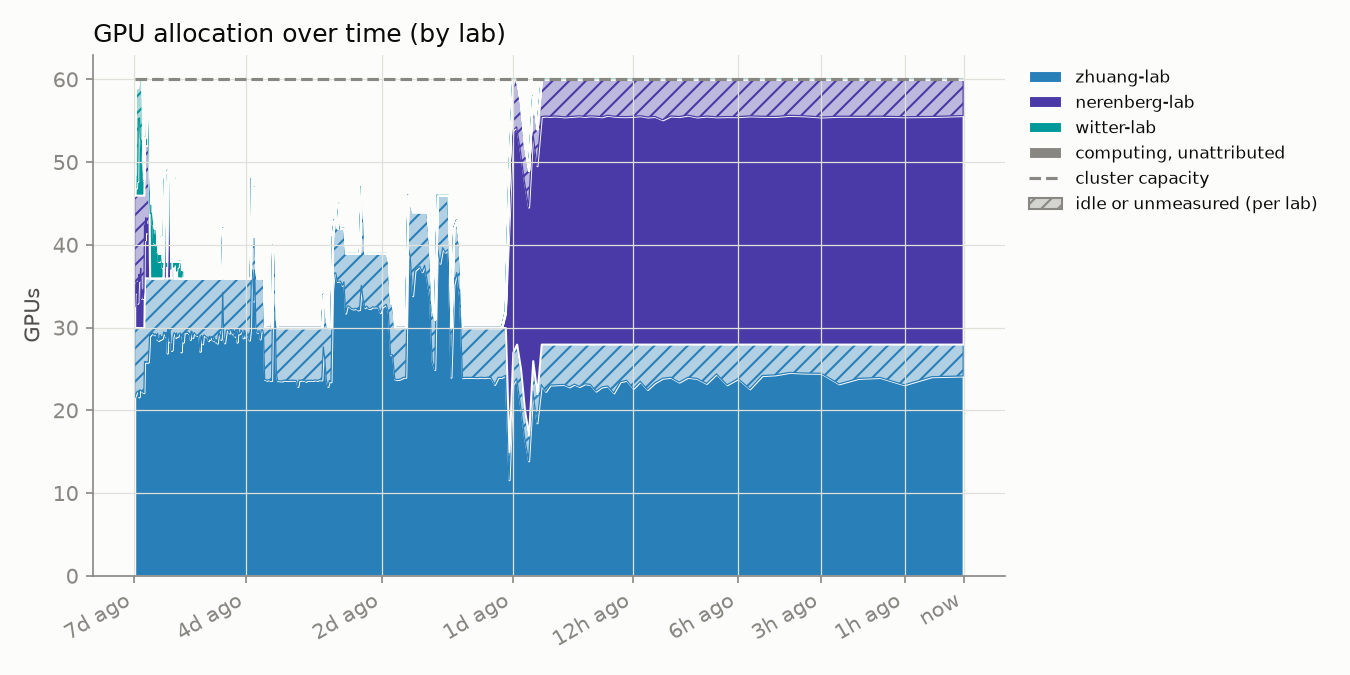 GPU allocation over time (by lab)
60
50
40
30
20
10
0
GPUs
7d ago
4d ago
2d ago
1d ago
12h ago
6h ago
3h ago
1h ago
now
zhuang-lab
nerenberg-lab
witter-lab
computing, unattributed
cluster capacity
idle or unmeasured (per lab)